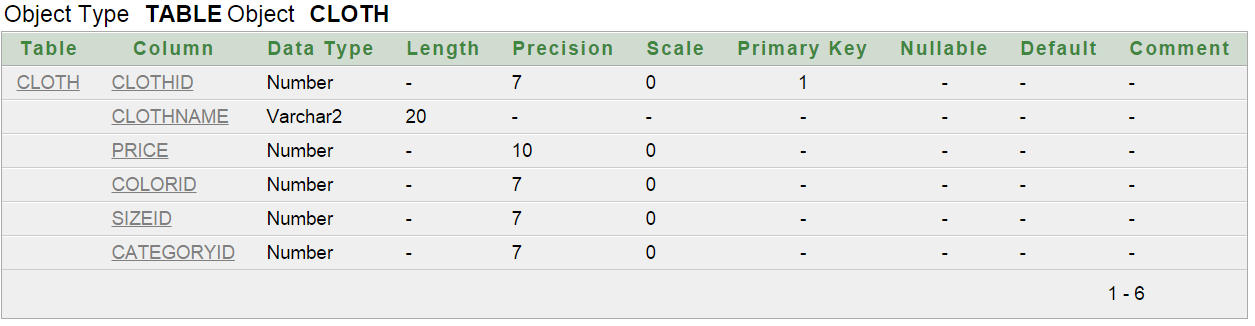 Object Type TABLE Object CLOTH
Table Column Data Type Length Precision Scale Primary Key Nullable Default Comment
CLOTH CLOTHID Number - 7 0 1 - - -
CLOTHNAME Varchar2 20 - - - - - -
PRICE Number - 10 0 - - - -
COLORID Number - 7 0 - - - -
SIZEID Number - 7 0 - - - -
CATEGORYID Number - 7 0 - - - -
1 - 6